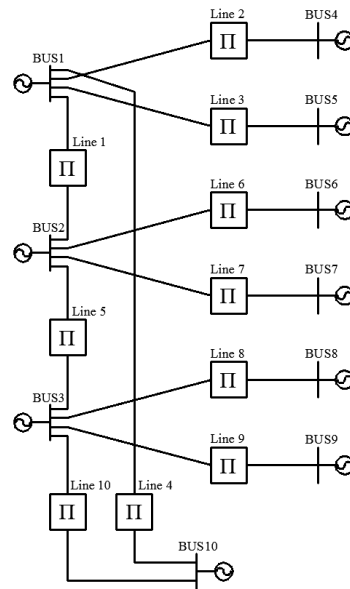 Line 2
BUS4
BUS1
Π
Line 3
BUS5
Π
Line 1
Π
Line 6
BUS6
BUS2
Π
Line 7
BUS7
Line 5
Π
Π
Line 8
BUS8
BUS3
Π
Line 9
BUS9
Π
Line 10
Line 4
Π
Π
BUS10